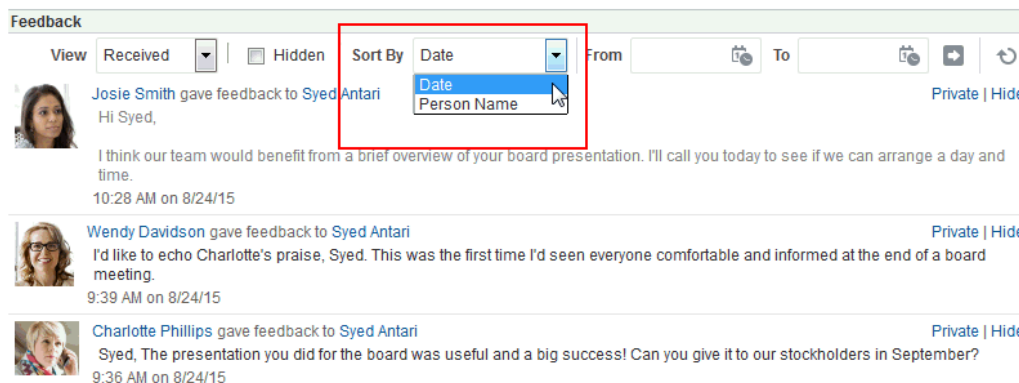 Feedback
View Received Hidden Sort By Date From To
Date
Person Name
Josie Smith gave feedback to Syed Antari Private | Hide
Hi Syed,
I think our team would benefit from a brief overview of your board presentation. I'll call you today to see if we can arrange a day and
time.
10:28 AM on 8/24/15
Wendy Davidson gave feedback to Syed Antari Private | Hide
I'd like to echo Charlotte's praise, Syed. This was the first time I'd seen everyone comfortable and informed at the end of a board
meeting.
9:39 AM on 8/24/15
Charlotte Phillips gave feedback to Syed Antari Private | Hide
Syed, The presentation you did for the board was useful and a big success! Can you give it to our stockholders in September?
9:36 AM on 8/24/15